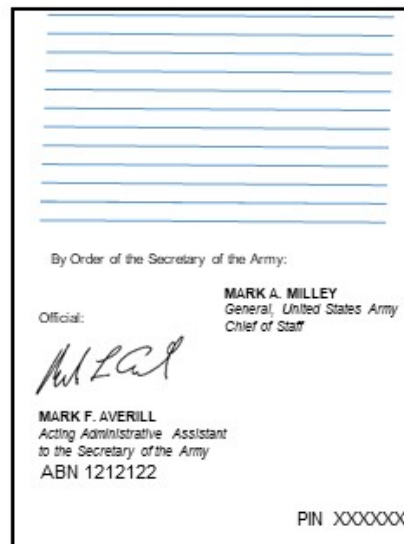 By Order of the Secretary of the Army:
MARK A. MILLEY
General, United States Army
Chief of Staff
Official:
MARK F. AVERILL
Acting Administrative Assistant
to the Secretary of the Army
ABN 1212122
PIN XXXXXX